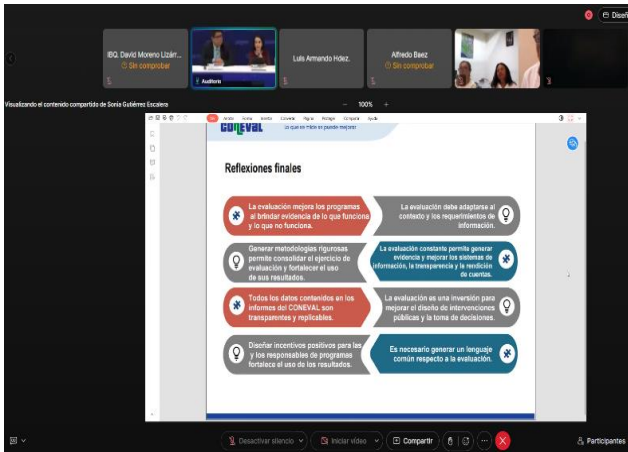 Diseñ
IBQ. David Moreno Lizárr...
Sin comprobar
Auditoria
Luis Armando Hdez.
Alfredo Baez
Sin comprobar
Visualizando el contenido compartido de Sonia Gutiérrez Escalera
— 100% +
CONEVAL
Lo que se mide se puede mejorar
Reflexiones finales
La evaluación mejora los programas
al brindar evidencia de lo que funciona
y lo que no funciona.
La evaluación debe adaptarse al
contexto y los requerimientos de
información.
Generar metodologías rigurosas
permite consolidar el ejercicio de
evaluación y fortalecer el uso
de sus resultados.
La evaluación constante permite generar
evidencia y mejorar los sistemas de
información, la transparencia y la rendición
de cuentas.
Todos los datos contenidos en los
informes del CONEVAL son
transparentes y replicables.
La evaluación es una inversión para
mejorar el diseño de intervenciones
públicas y la toma de decisiones.
Diseñar incentivos positivos para las
y los responsables de programas
fortalece el uso de los resultados.
Es necesario generar un lenguaje
común respecto a la evaluación.
Desactivar silencio
Iniciar vídeo
Compartir
Participantes